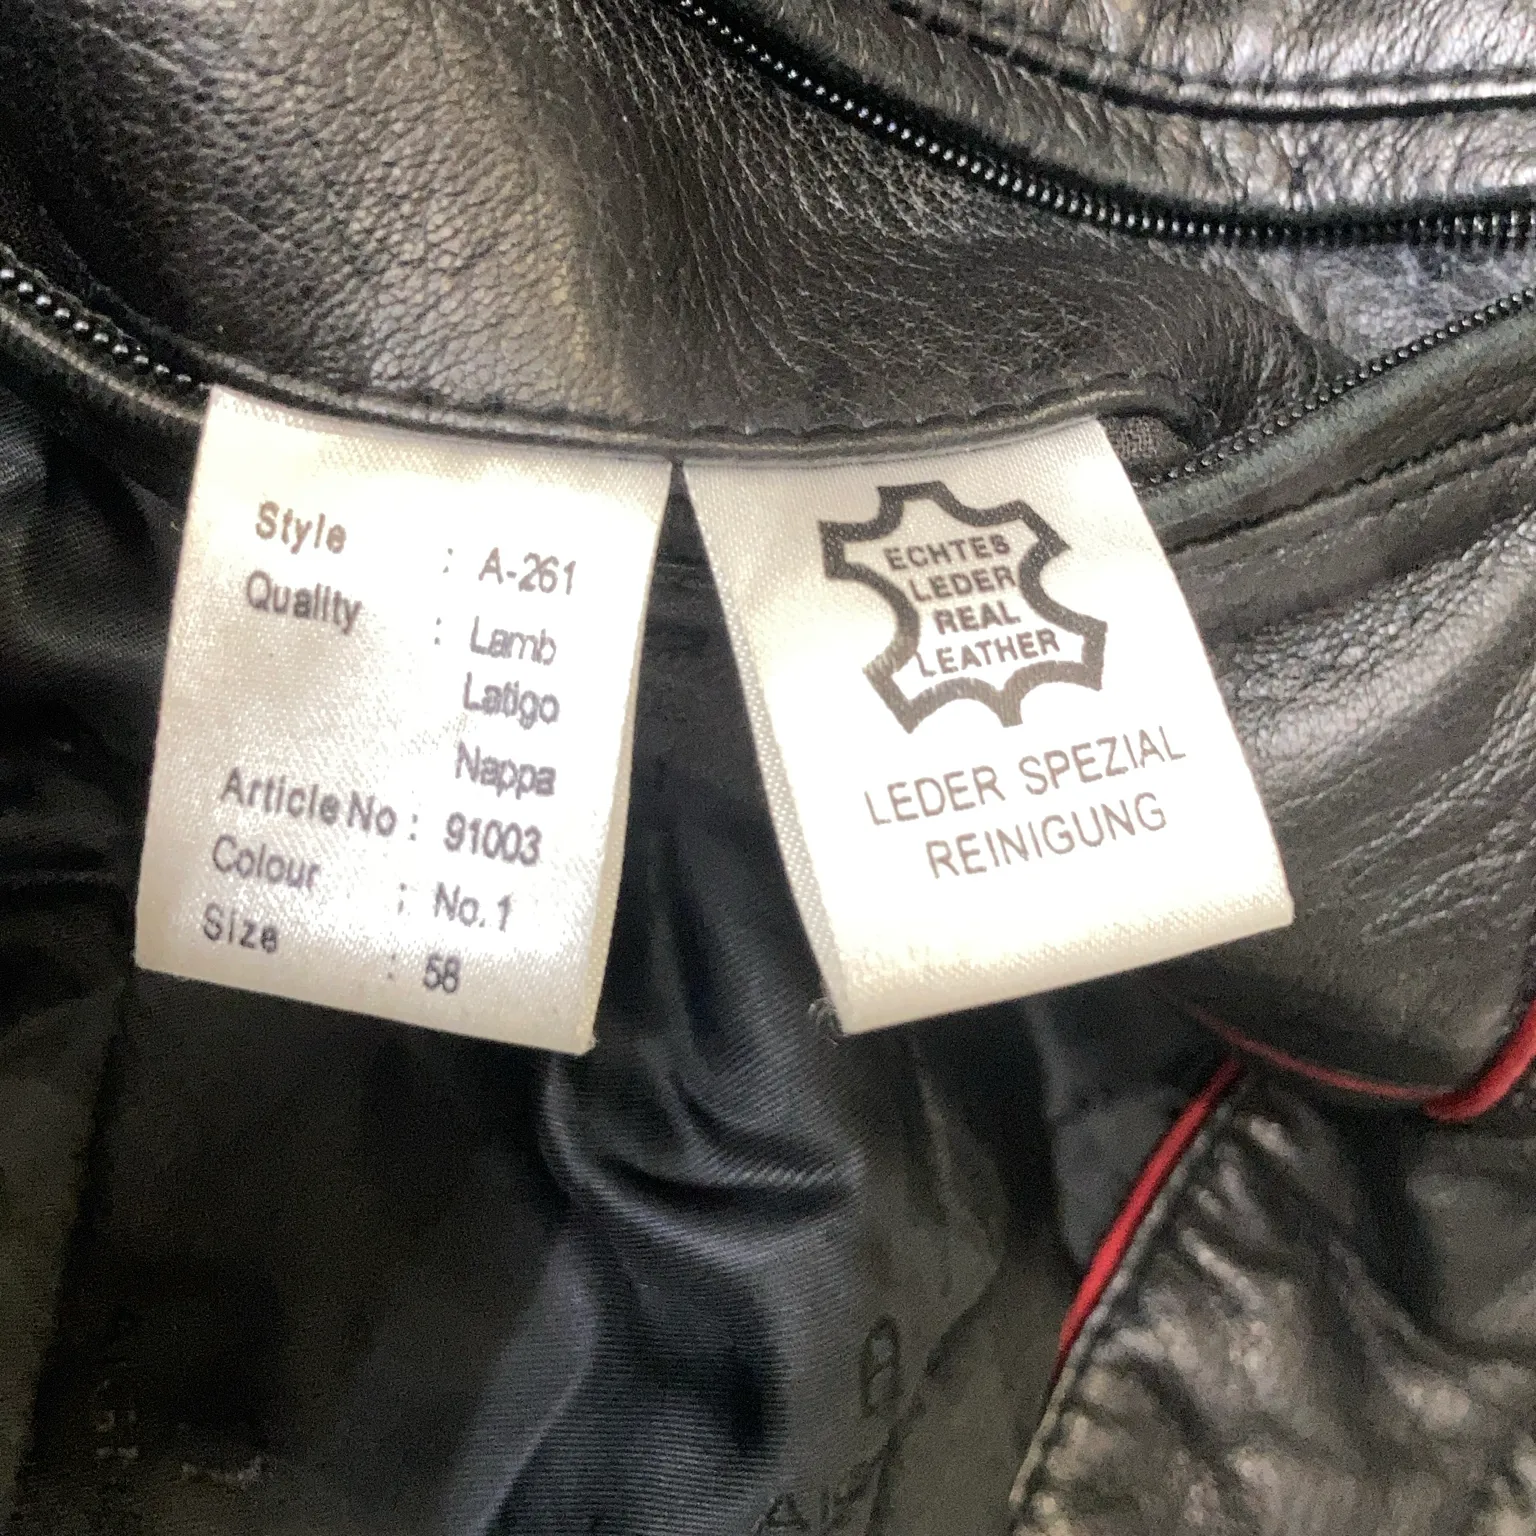 Style : A-261
Quality : Lamb
Latigo
Nappa
Article No : 91003
Colour : No. 1
Size : 58
ECHTES
LEDER
REAL
LEATHER
LEDER SPEZIAL
REINIGUNG